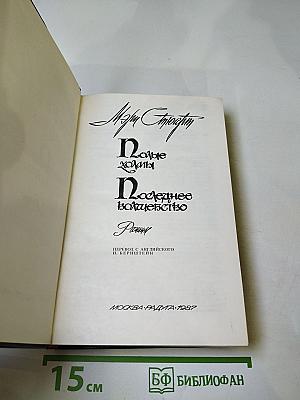 Мэри Стюарт
Полые
холмы
Последнее
волшебство
Романы
ПЕРЕВОД С АНГЛИЙСКОГО
И. БЕРНШТЕЙН
МОСКВА·РАДУГА·1987
15 см
БФ БИБЛИОФАН